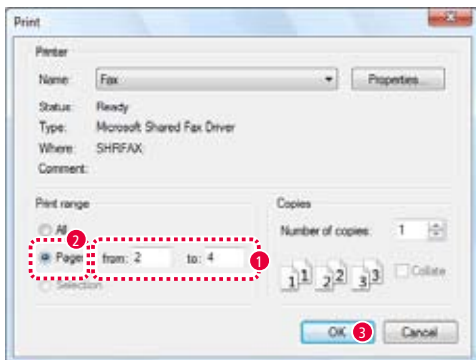 Print
Printer
Name: Fax Properties...
Status: Ready
Type: Microsoft Shared Fax Driver
Where: SHRFAX:
Comment:
Print range
All
2
Pages from: 2 to: 4
1
Selection
Copies
Number of copies: 1
1 1 2 2 3 3
Collate
OK
3
Cancel